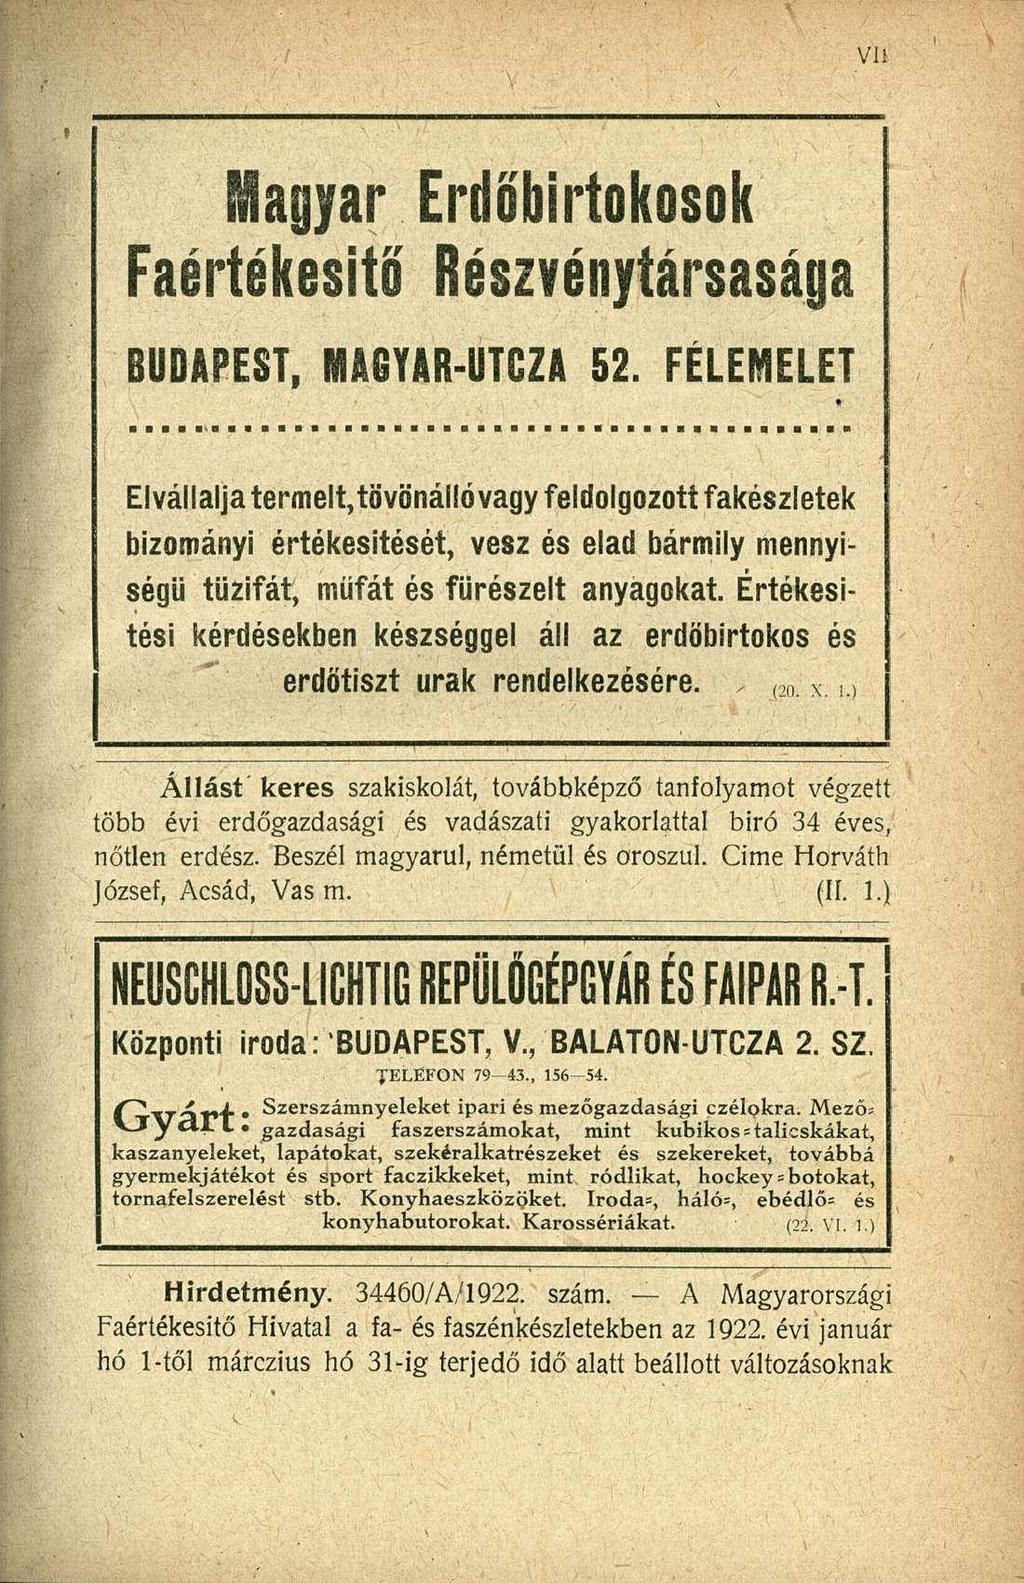 VII
Magyar Erdőbirtokosok
Faértékesitő Részvénytársasága
BUDAPEST, MAGYAR-UTCZA 52. FÉLEMELET
Elvállalja termelt, tövönálló vagy feldolgozott fakészletek
bizományi értékesitését, vesz és elad bármily mennyi-
ségü tüzifát, müfát és fürészelt anyagokat. Értékesi-
tési kérdésekben készséggel áll az erdőbirtokos és
erdőtiszt urak rendelkezésére. (20. X. 1.)
Állást keres szakiskolát, továbbképző tanfolyamot végzett
több évi erdőgazdasági és vadászati gyakorlattal biró 34 éves,
nőtlen erdész. Beszél magyarul, németül és oroszul. Cime Horváth
József, Acsád, Vas m. (II. 1.)
NEUSCHLOSS-LICHTIG REPÜLŐGÉPGYÁR ÉS FAIPAR R.-T.
Központi iroda: BUDAPEST, V., BALATON-UTCZA 2. SZ.
TELEFON 79—43., 156—54.
Gyárt: Szerszámnyeleket ipari és mezőgazdasági czélokra. Mező-
gazdasági faszerszámokat, mint kubikos-talicskákat,
kaszanyeleket, lapátokat, szekéralkatrészeket és szekereket, továbbá
gyermekjátékot és sport faczikkeket, mint ródlikat, hockey-botokat,
tornafelszerelést stb. Konyhaeszközöket. Iroda-, háló-, ebédlő- és
konyhabutorokat. Karossériákat. (22. VI. 1.)
Hirdetmény. 34460/A/1922. szám. — A Magyarországi
Faértékesitő Hivatal a fa- és faszénkészletekben az 1922. évi január
hó 1-től márczius hó 31-ig terjedő idő alatt beállott változásoknak